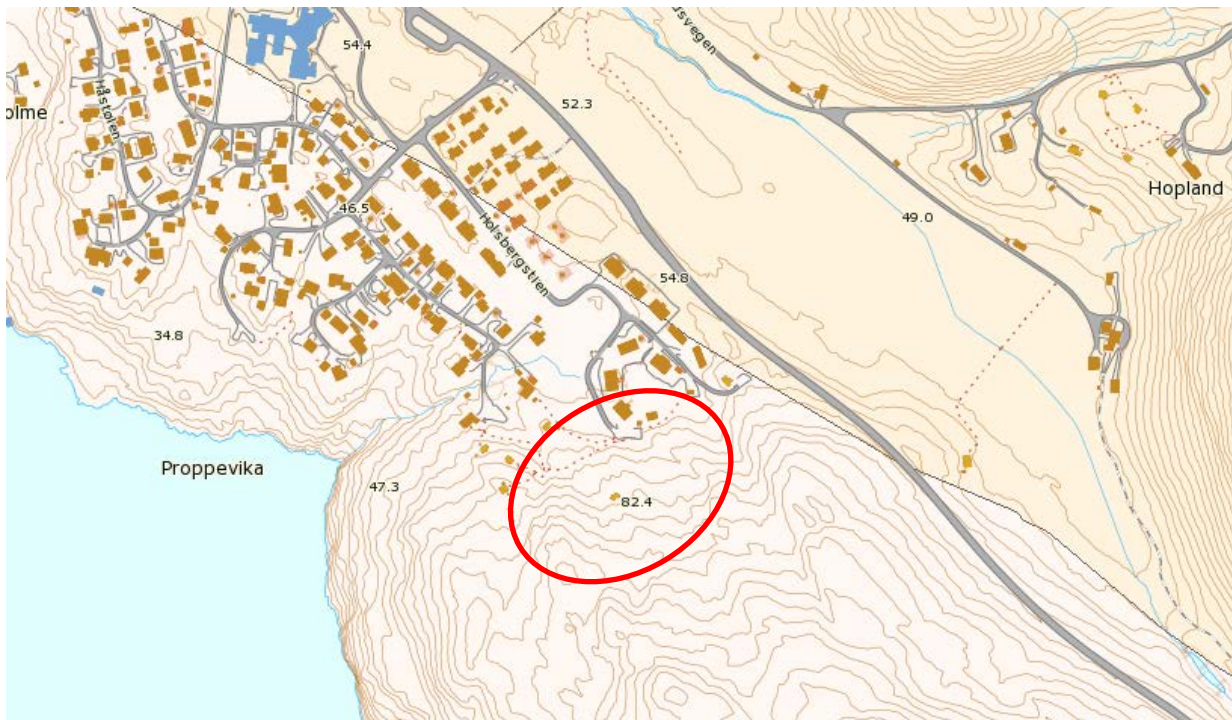 svegen
54.4
52.3
olme
Håstølen
Hopland
46.5
49.0
Holsbergstien
54.8
34.8
Proppevika
47.3
82.4